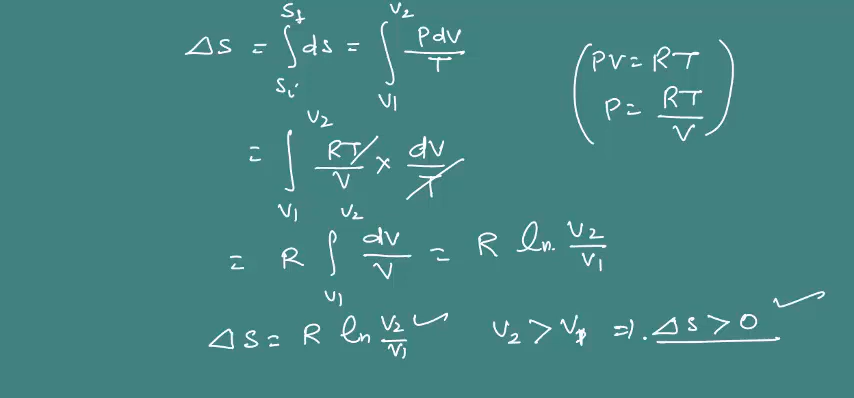 ΔS = ∫_{Si}^{Sf} ds = ∫_{V1}^{V2} PdV/T
(PV = RT
P = RT/V)
= ∫_{V1}^{V2} RT/V × dV/T
= R ∫_{V1}^{V2} dV/V = R ln. V2/V1
ΔS = R ln V2/V1 ✓ V2 > V1 ⇒. ΔS > 0 ✓